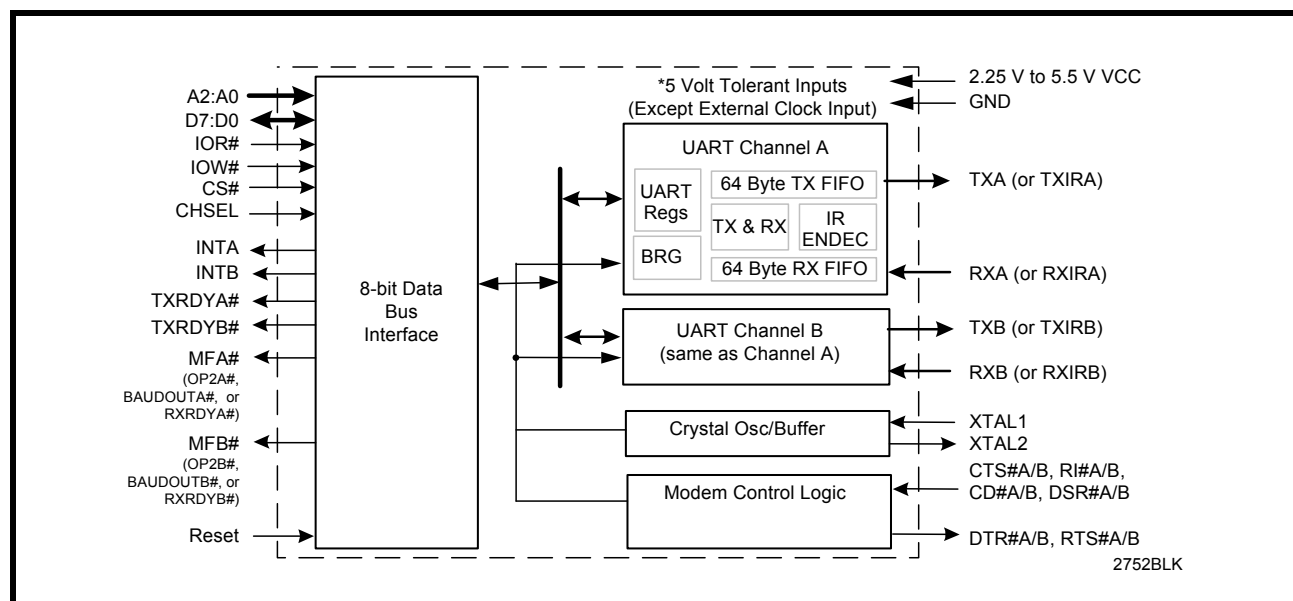 A2:A0
D7:D0
IOR#
IOW#
CS#
CHSEL
INTA
INTB
TXRDYA#
TXRDYB#
MFA#
(OP2A#,
BAUDOUTA#, or
RXRDYA#)
MFB#
(OP2B#,
BAUDOUTB#, or
RXRDYB#)
Reset
8-bit Data
Bus
Interface
*5 Volt Tolerant Inputs
(Except External Clock Input)
UART Channel A
UART
Regs
BRG
64 Byte TX FIFO
TX & RX
IR
ENDEC
64 Byte RX FIFO
UART Channel B
(same as Channel A)
Crystal Osc/Buffer
Modem Control Logic
2.25 V to 5.5 V VCC
GND
TXA (or TXIRA)
RXA (or RXIRA)
TXB (or TXIRB)
RXB (or RXIRB)
XTAL1
XTAL2
CTS#A/B, RI#A/B,
CD#A/B, DSR#A/B
DTR#A/B, RTS#A/B
2752BLK